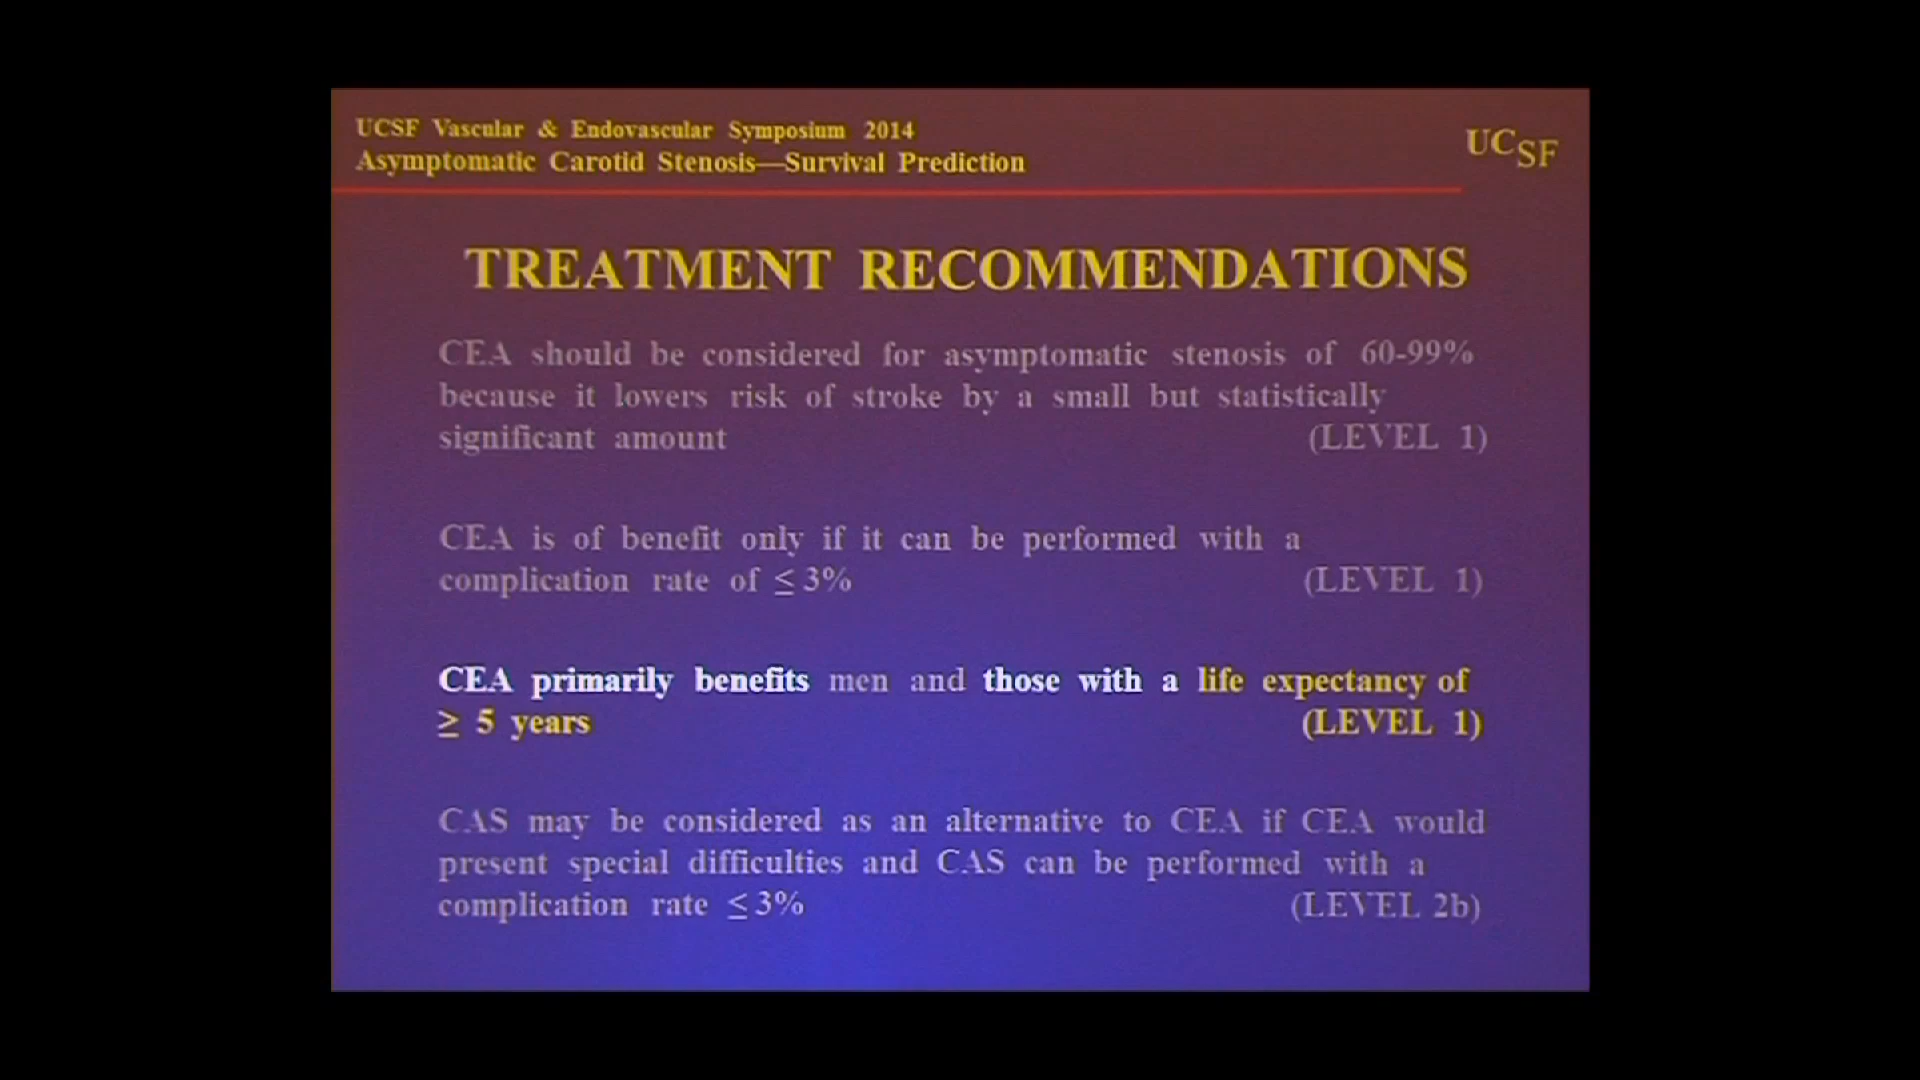 UCSF Vascular & Endovascular Symposium 2014
Asymptomatic Carotid Stenosis—Survival Prediction
UCSF
TREATMENT RECOMMENDATIONS
CEA should be considered for asymptomatic stenosis of 60-99%
because it lowers risk of stroke by a small but statistically
significant amount (LEVEL 1)
CEA is of benefit only if it can be performed with a
complication rate of ≤ 3% (LEVEL 1)
CEA primarily benefits men and those with a life expectancy of
≥ 5 years (LEVEL 1)
CAS may be considered as an alternative to CEA if CEA would
present special difficulties and CAS can be performed with a
complication rate ≤ 3% (LEVEL 2b)